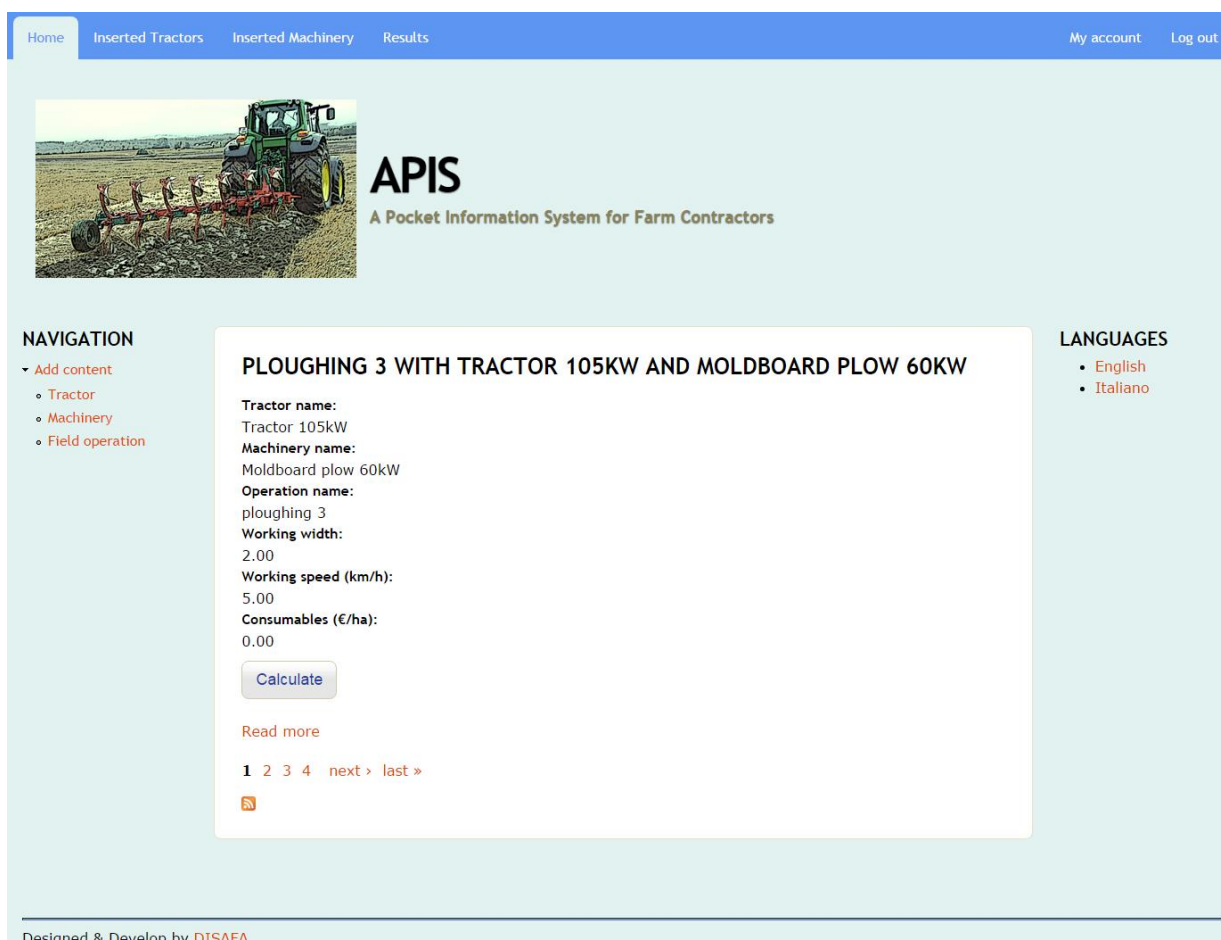 Home Inserted Tractors Inserted Machinery Results My account Log out
APIS
A Pocket Information System for Farm Contractors
NAVIGATION
Add content
Tractor
Machinery
Field operation
PLOUGHING 3 WITH TRACTOR 105KW AND MOLDBOARD PLOW 60KW
Tractor name:
Tractor 105kW
Machinery name:
Moldboard plow 60kW
Operation name:
ploughing 3
Working width:
2.00
Working speed (km/h):
5.00
Consumables (€/ha):
0.00
Calculate
Read more
1 2 3 4 next › last »
LANGUAGES
English
Italiano
Designed & Develop by DISAFA